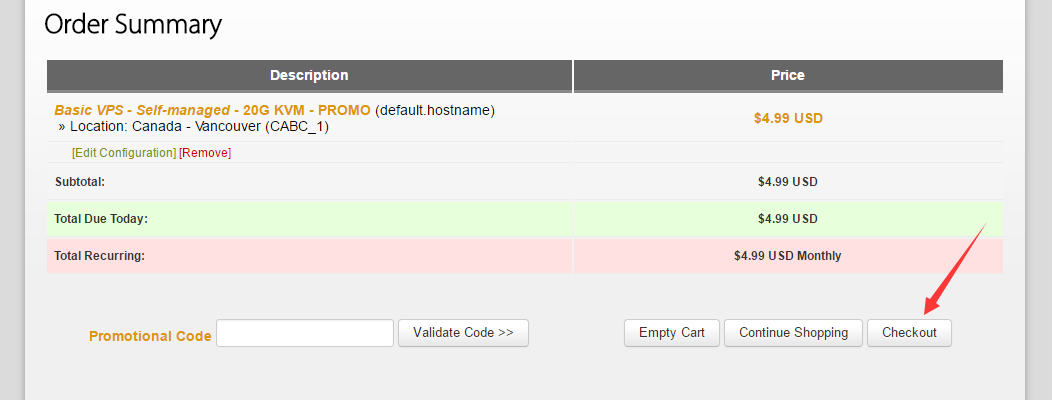 Order Summary
Description Price
Basic VPS - Self-managed - 20G KVM - PROMO (default.hostname) $4.99 USD
» Location: Canada - Vancouver (CABC_1)
[Edit Configuration] [Remove]
Subtotal: $4.99 USD
Total Due Today: $4.99 USD
Total Recurring: $4.99 USD Monthly
Promotional Code Validate Code >> Empty Cart Continue Shopping Checkout